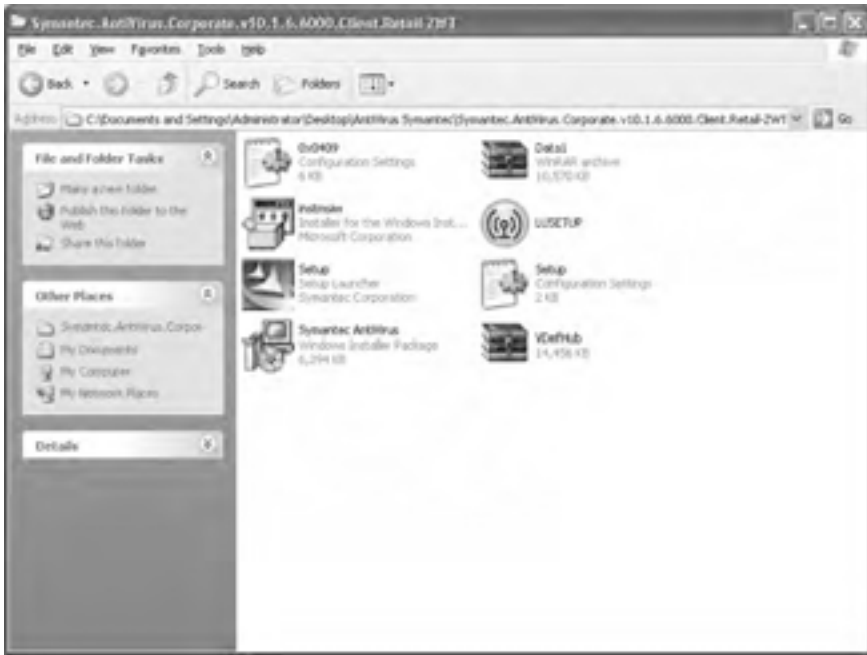 Symantec.AntiVirus.Corporate.v10.1.6.6000.Client.Retail-ZWT
File Edit View Favorites Tools Help
Back Search Folders
Address C:\Documents and Settings\Administrator\Desktop\AntiVirus Symantec\Symantec.AntiVirus.Corporate.v10.1.6.6000.Client.Retail-ZWT Go
File and Folder Tasks
Make a new folder
Publish this folder to the
Web
Share this folder
Other Places
Symantec.AntiVirus.Corpor
My Documents
My Computer
My Network Places
Details
0x0409
Configuration Settings
6 KB
Data1
WinRAR archive
10,570 KB
instmsiw
Installer for the Windows Inst...
Microsoft Corporation
LUSETUP
Setup
Setup Launcher
Symantec Corporation
Setup
Configuration Settings
2 KB
Symantec AntiVirus
Windows Installer Package
6,294 KB
VDefHub
14,456 KB